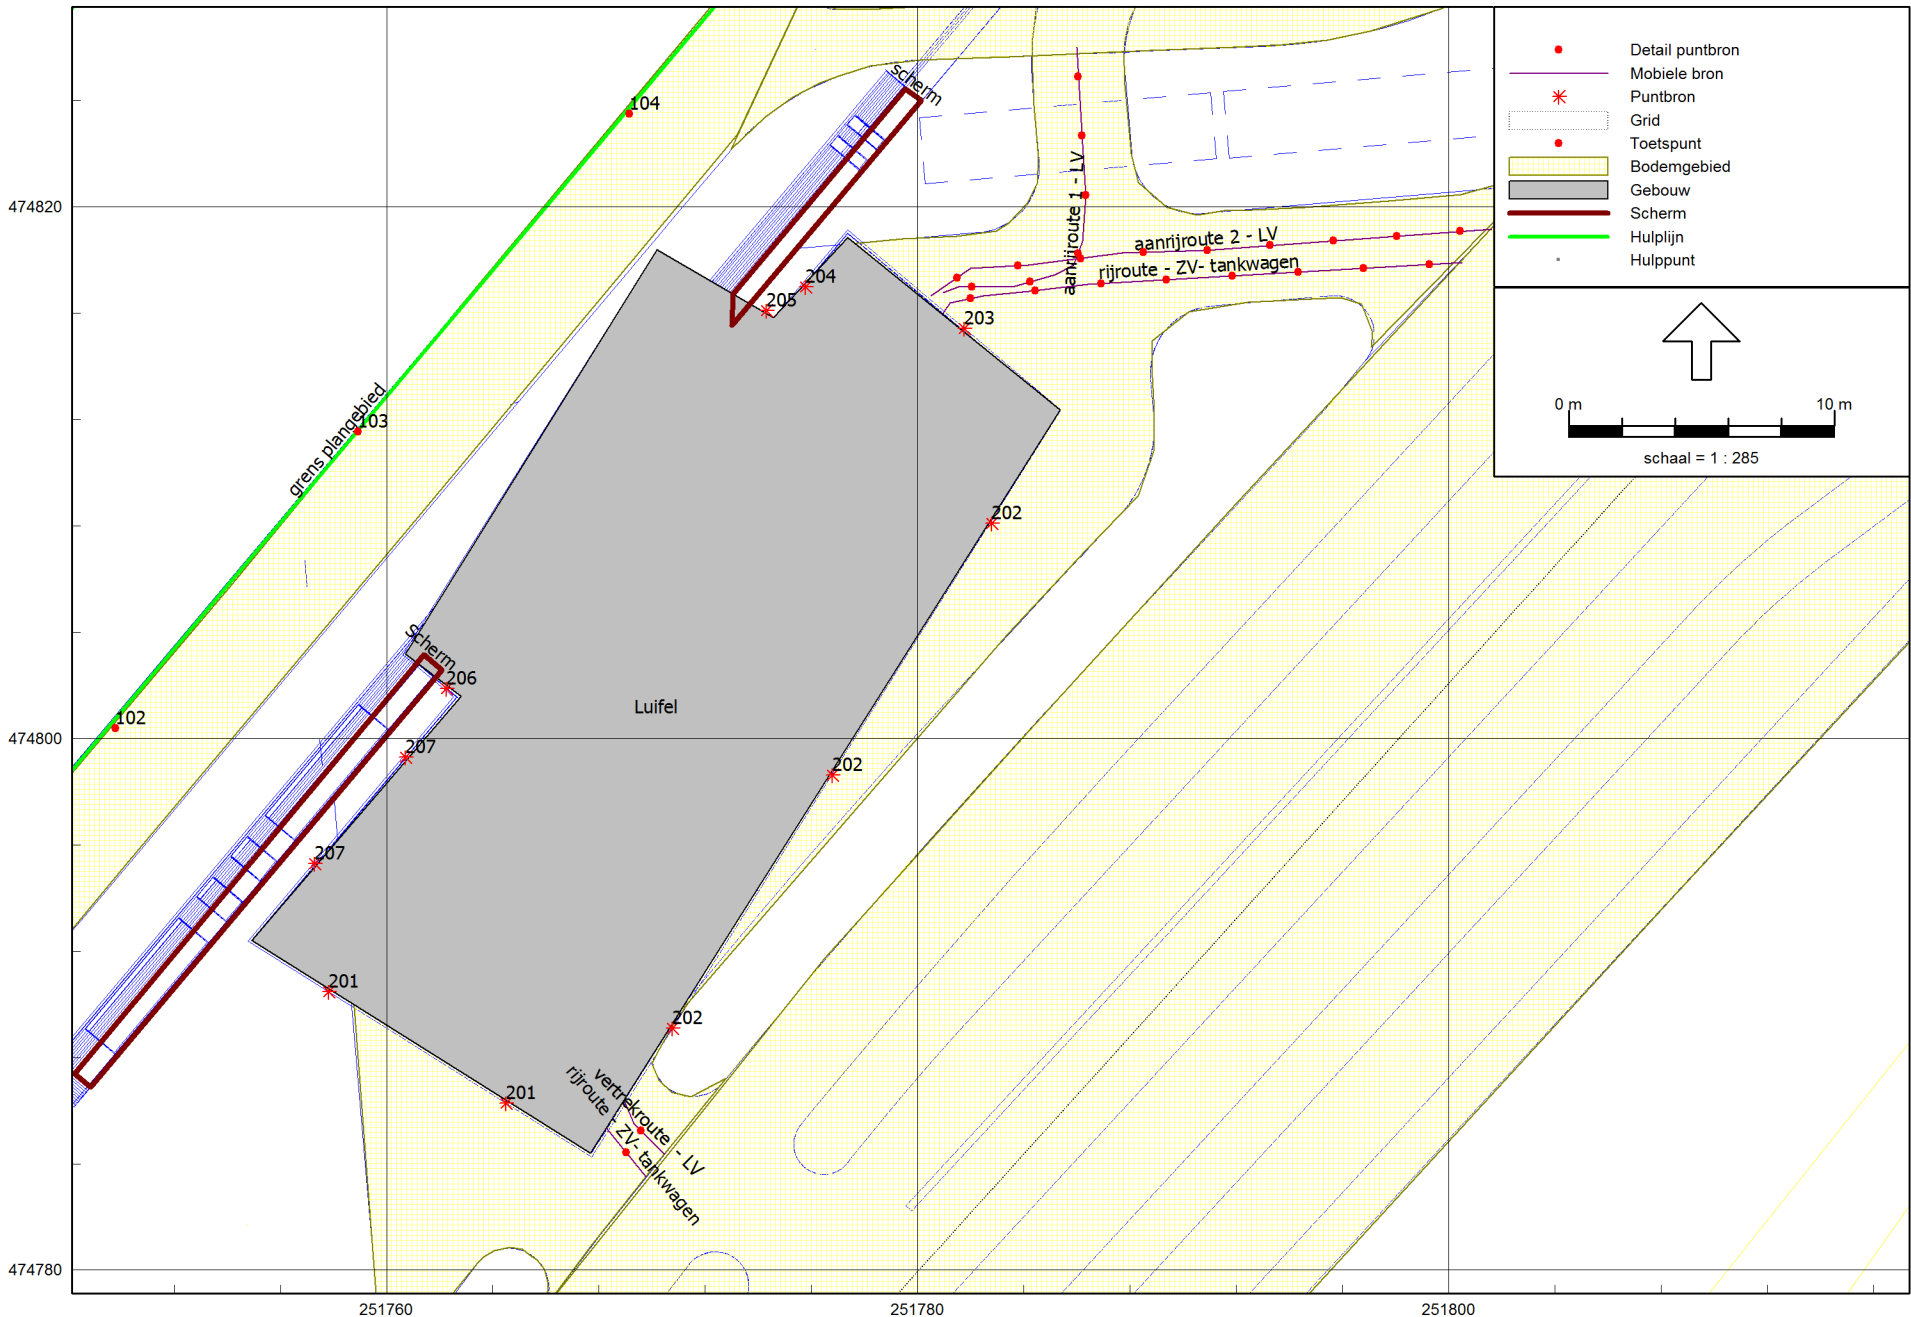 Detail puntbron
Mobiele bron
Puntbron
Grid
Toetspunt
Bodemgebied
Gebouw
Scherm
Hulplijn
Hulppunt
0 m
10 m
schaal = 1 : 285
scherm
104
474820
aanrijroute 1 - LV
aanrijroute 2 - LV
rijroute - ZV- tankwagen
204
205
203
grens plangebied
103
202
Scherm
206
Luifel
102
474800
207
202
207
201
202
201
vertrekroute - LV
rijroute - ZV- tankwagen
474780
251760
251780
251800